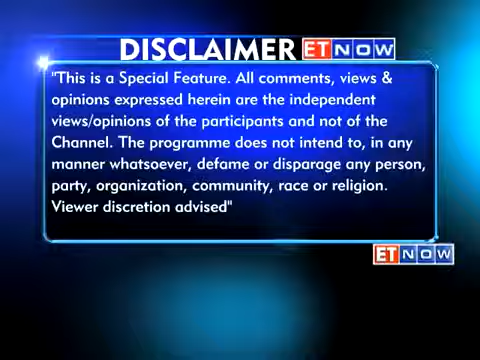 DISCLAIMER ET NOW
"This is a Special Feature. All comments, views &
opinions expressed herein are the independent
views/opinions of the participants and not of the
Channel. The programme does not intend to, in any
manner whatsoever, defame or disparage any person,
party, organization, community, race or religion.
Viewer discretion advised"
ET NOW